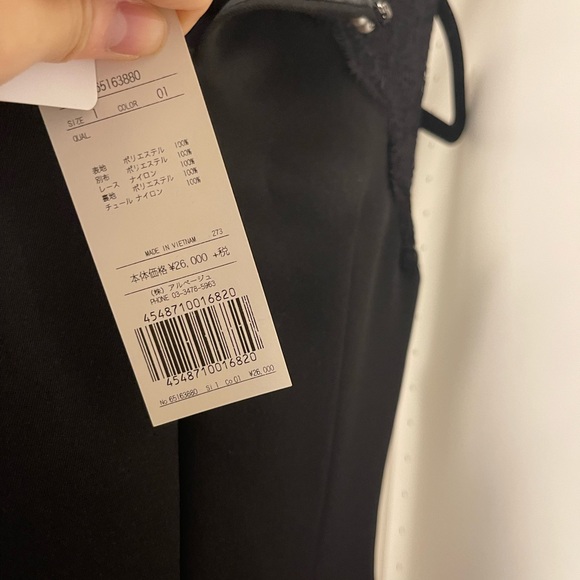 65163880
SIZE 1 COLOR 01
QUAL
表地 ポリエステル 100%
別布 ポリエステル 100%
レース ナイロン 100%
裏地 ポリエステル 100%
チュール ナイロン 100%
MADE IN VIETNAM 273
本体価格 ¥26,000 +税
(株) アルページュ
PHONE 03-3478-5963
4548710016820
4548710016820
No 65163880 Si 1 Co 01 ¥26,000